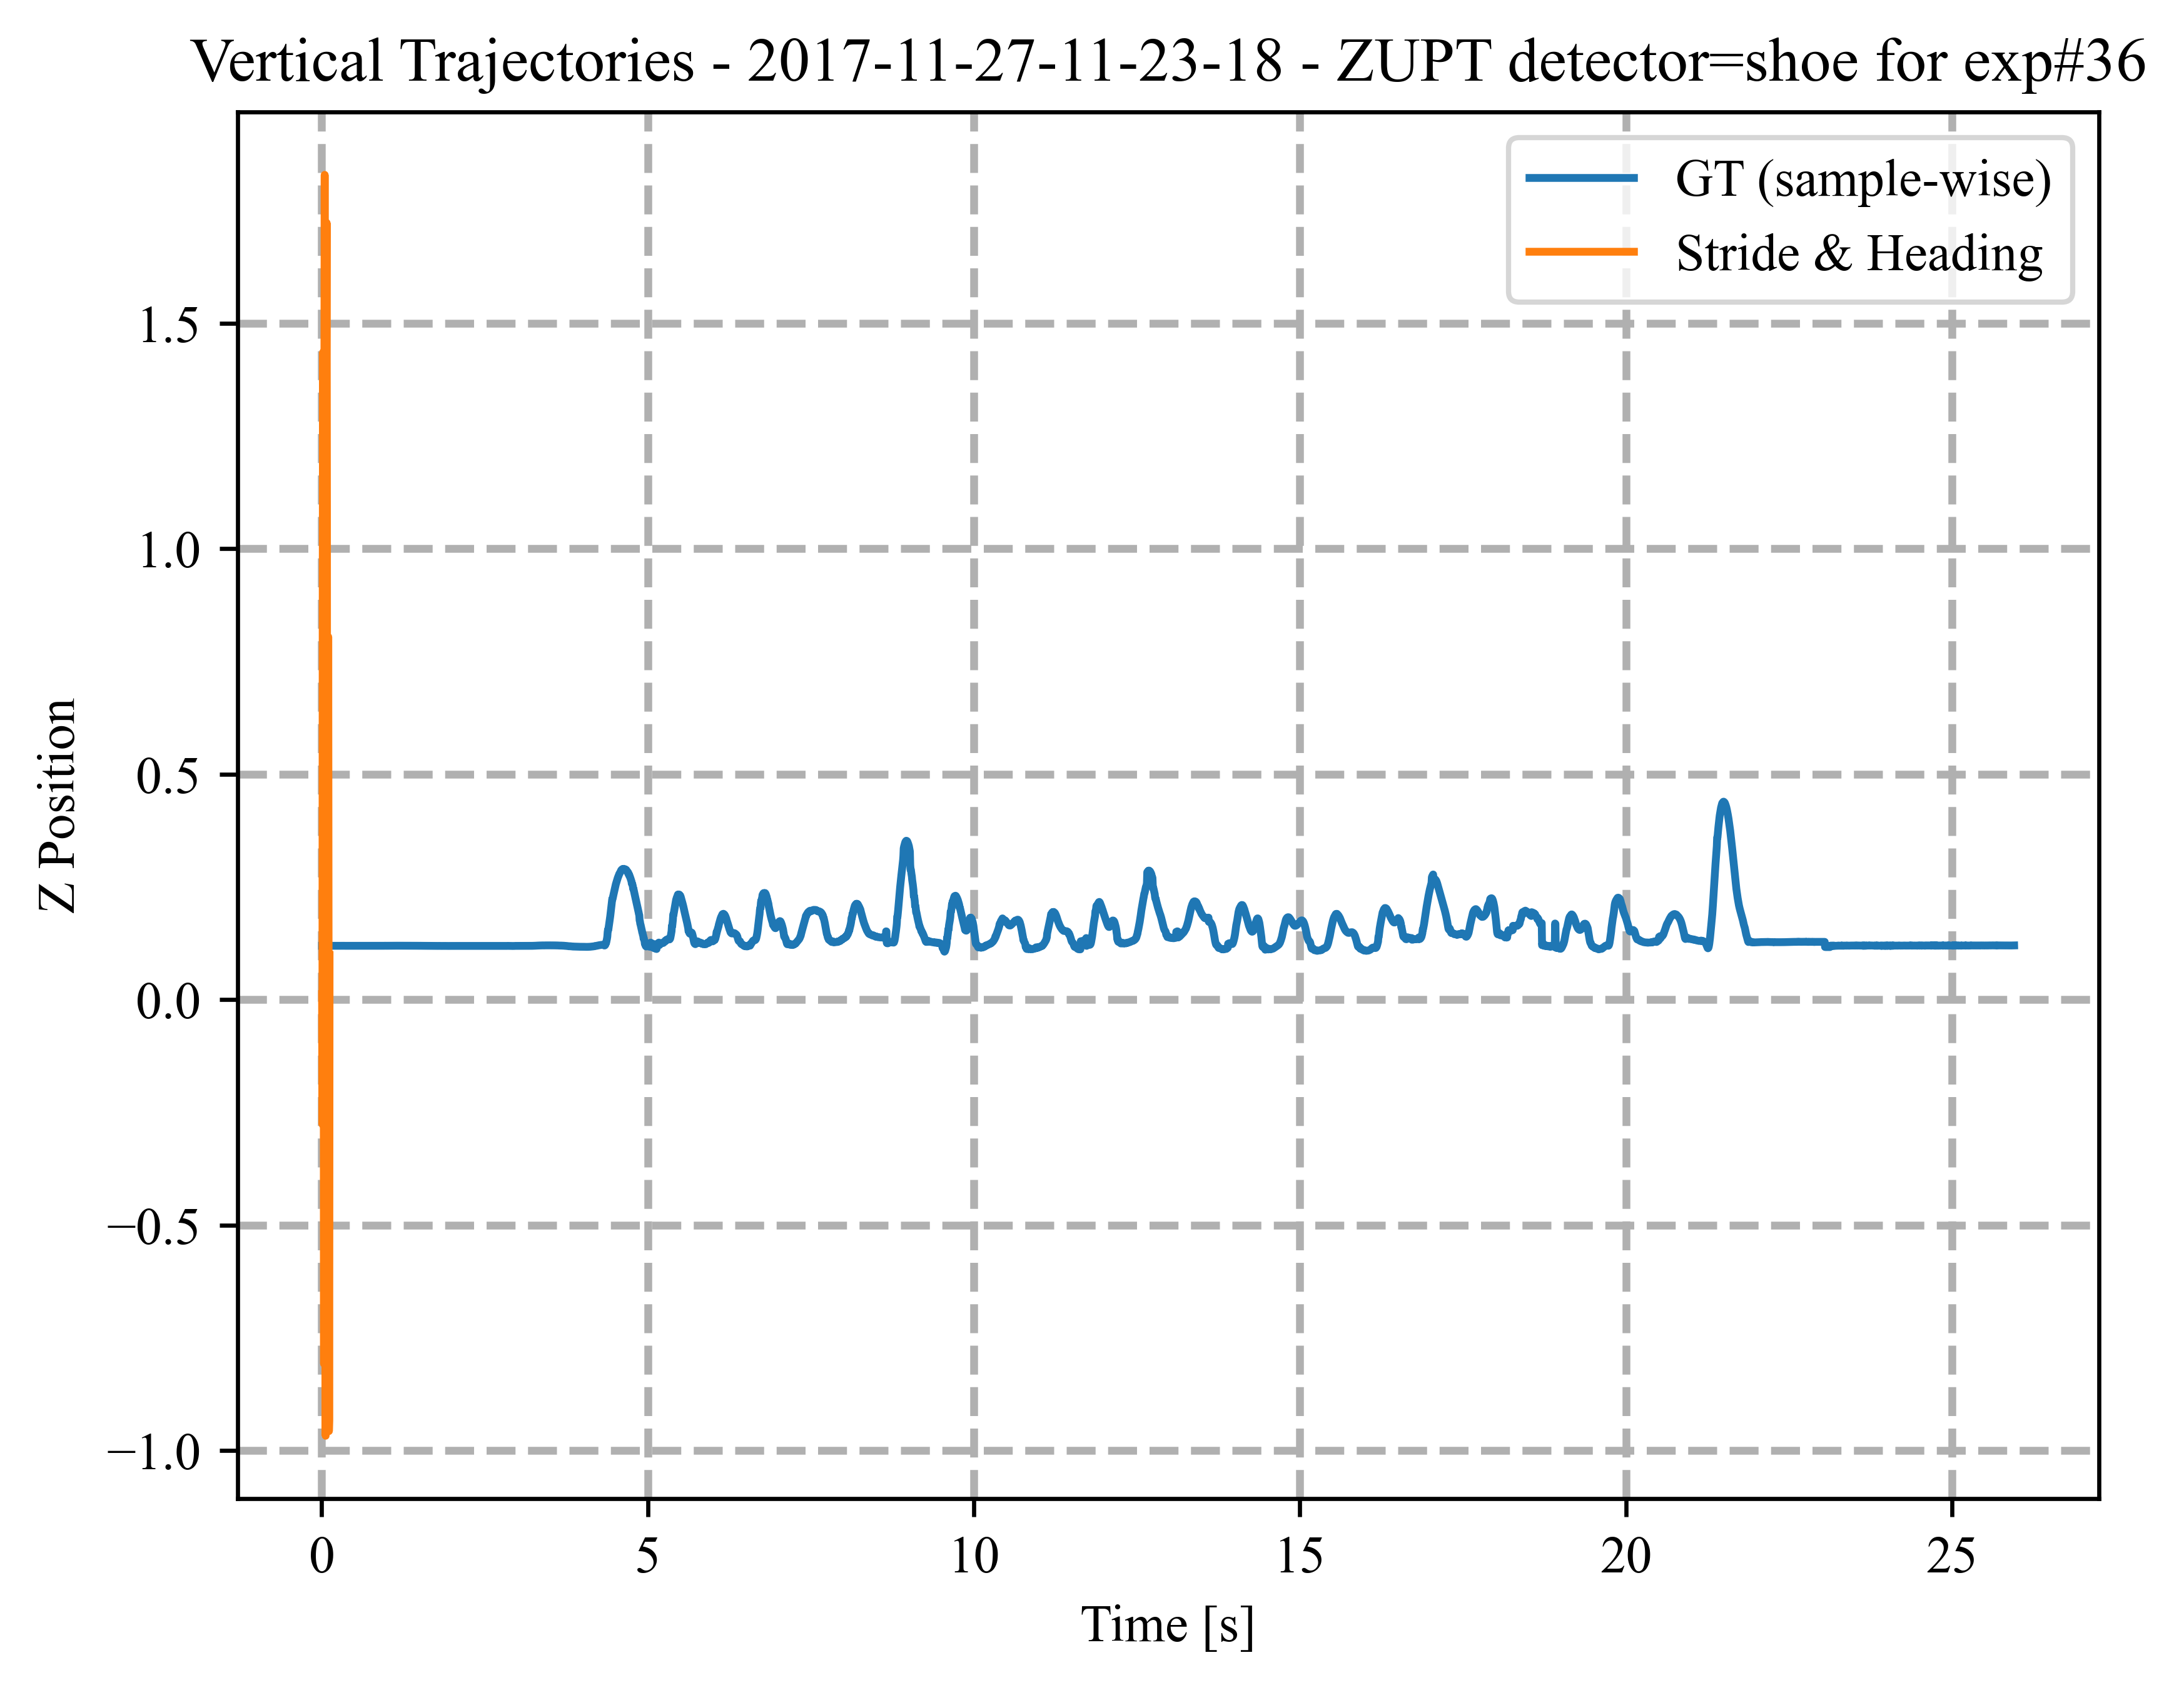 Vertical Trajectories - 2017-11-27-11-23-18 - ZUPT detector=shoe for exp#36
GT (sample-wise)
Stride & Heading
1.5
1.0
0.5
0.0
−0.5
−1.0
Z Position
0 5 10 15 20 25
Time [s]